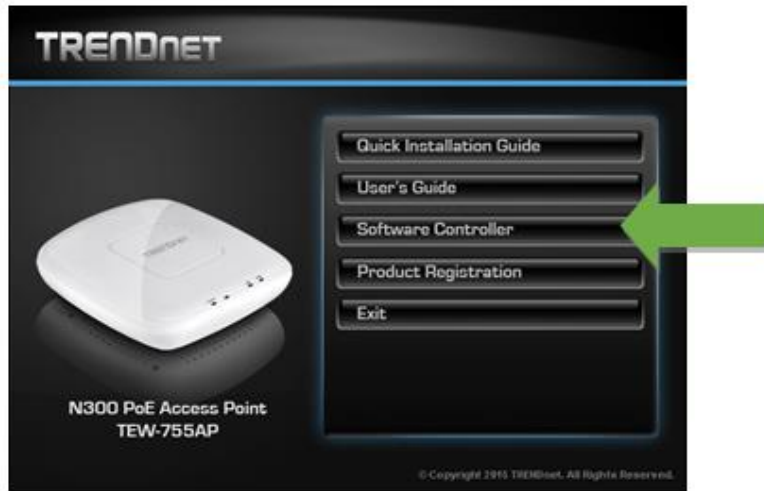 TRENDNET
Quick Installation Guide
User's Guide
Software Controller
Product Registration
Exit
N300 PoE Access Point
TEW-755AP
© Copyright 2015 TRENDnet. All Rights Reserved.